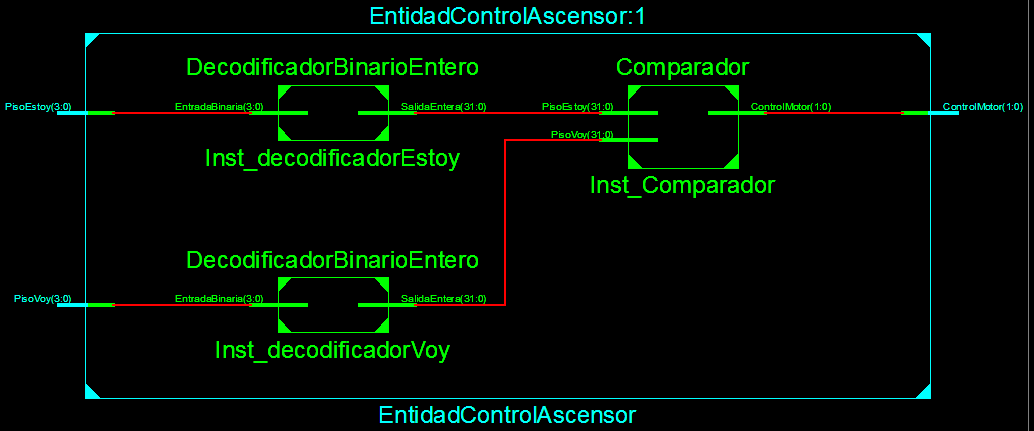 EntidadControlAscensor:1
DecodificadorBinarioEntero
Comparador
PisoEstoy(3:0)
EntradaBinaria(3:0)
SalidaEntera(31:0)
PisoEstoy(31:0)
ControlMotor(1:0)
ControlMotor(1:0)
PisoVoy(31:0)
Inst_decodificadorEstoy
Inst_Comparador
DecodificadorBinarioEntero
PisoVoy(3:0)
EntradaBinaria(3:0)
SalidaEntera(31:0)
Inst_decodificadorVoy
EntidadControlAscensor